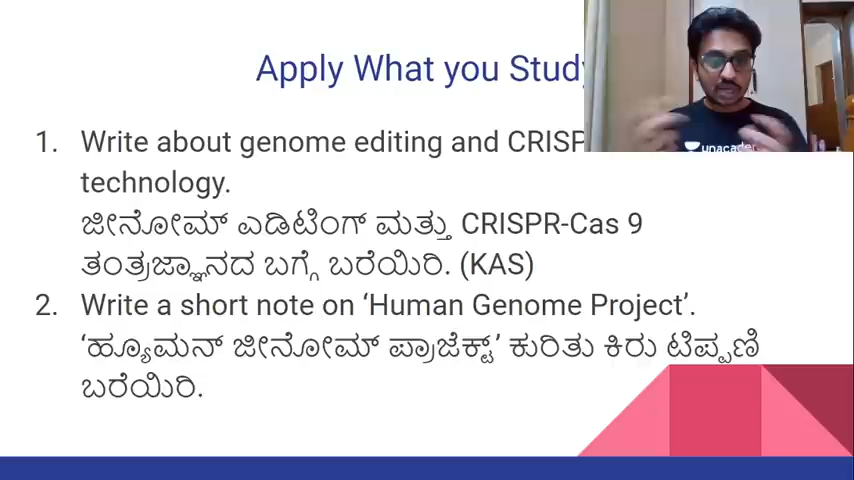 Apply What you Study
1. Write about genome editing and CRISP
technology.
ಜೀನೋಮ್ ಎಡಿಟಿಂಗ್ ಮತ್ತು CRISPR-Cas 9
ತಂತ್ರಜ್ಞಾನದ ಬಗ್ಗೆ ಬರೆಯಿರಿ. (KAS)
2. Write a short note on ‘Human Genome Project’.
‘ಹ್ಯೂಮನ್ ಜೀನೋಮ್ ಪ್ರಾಜೆಕ್ಟ್’ ಕುರಿತು ಕಿರು ಟಿಪ್ಪಣಿ
ಬರೆಯಿರಿ.
unacade